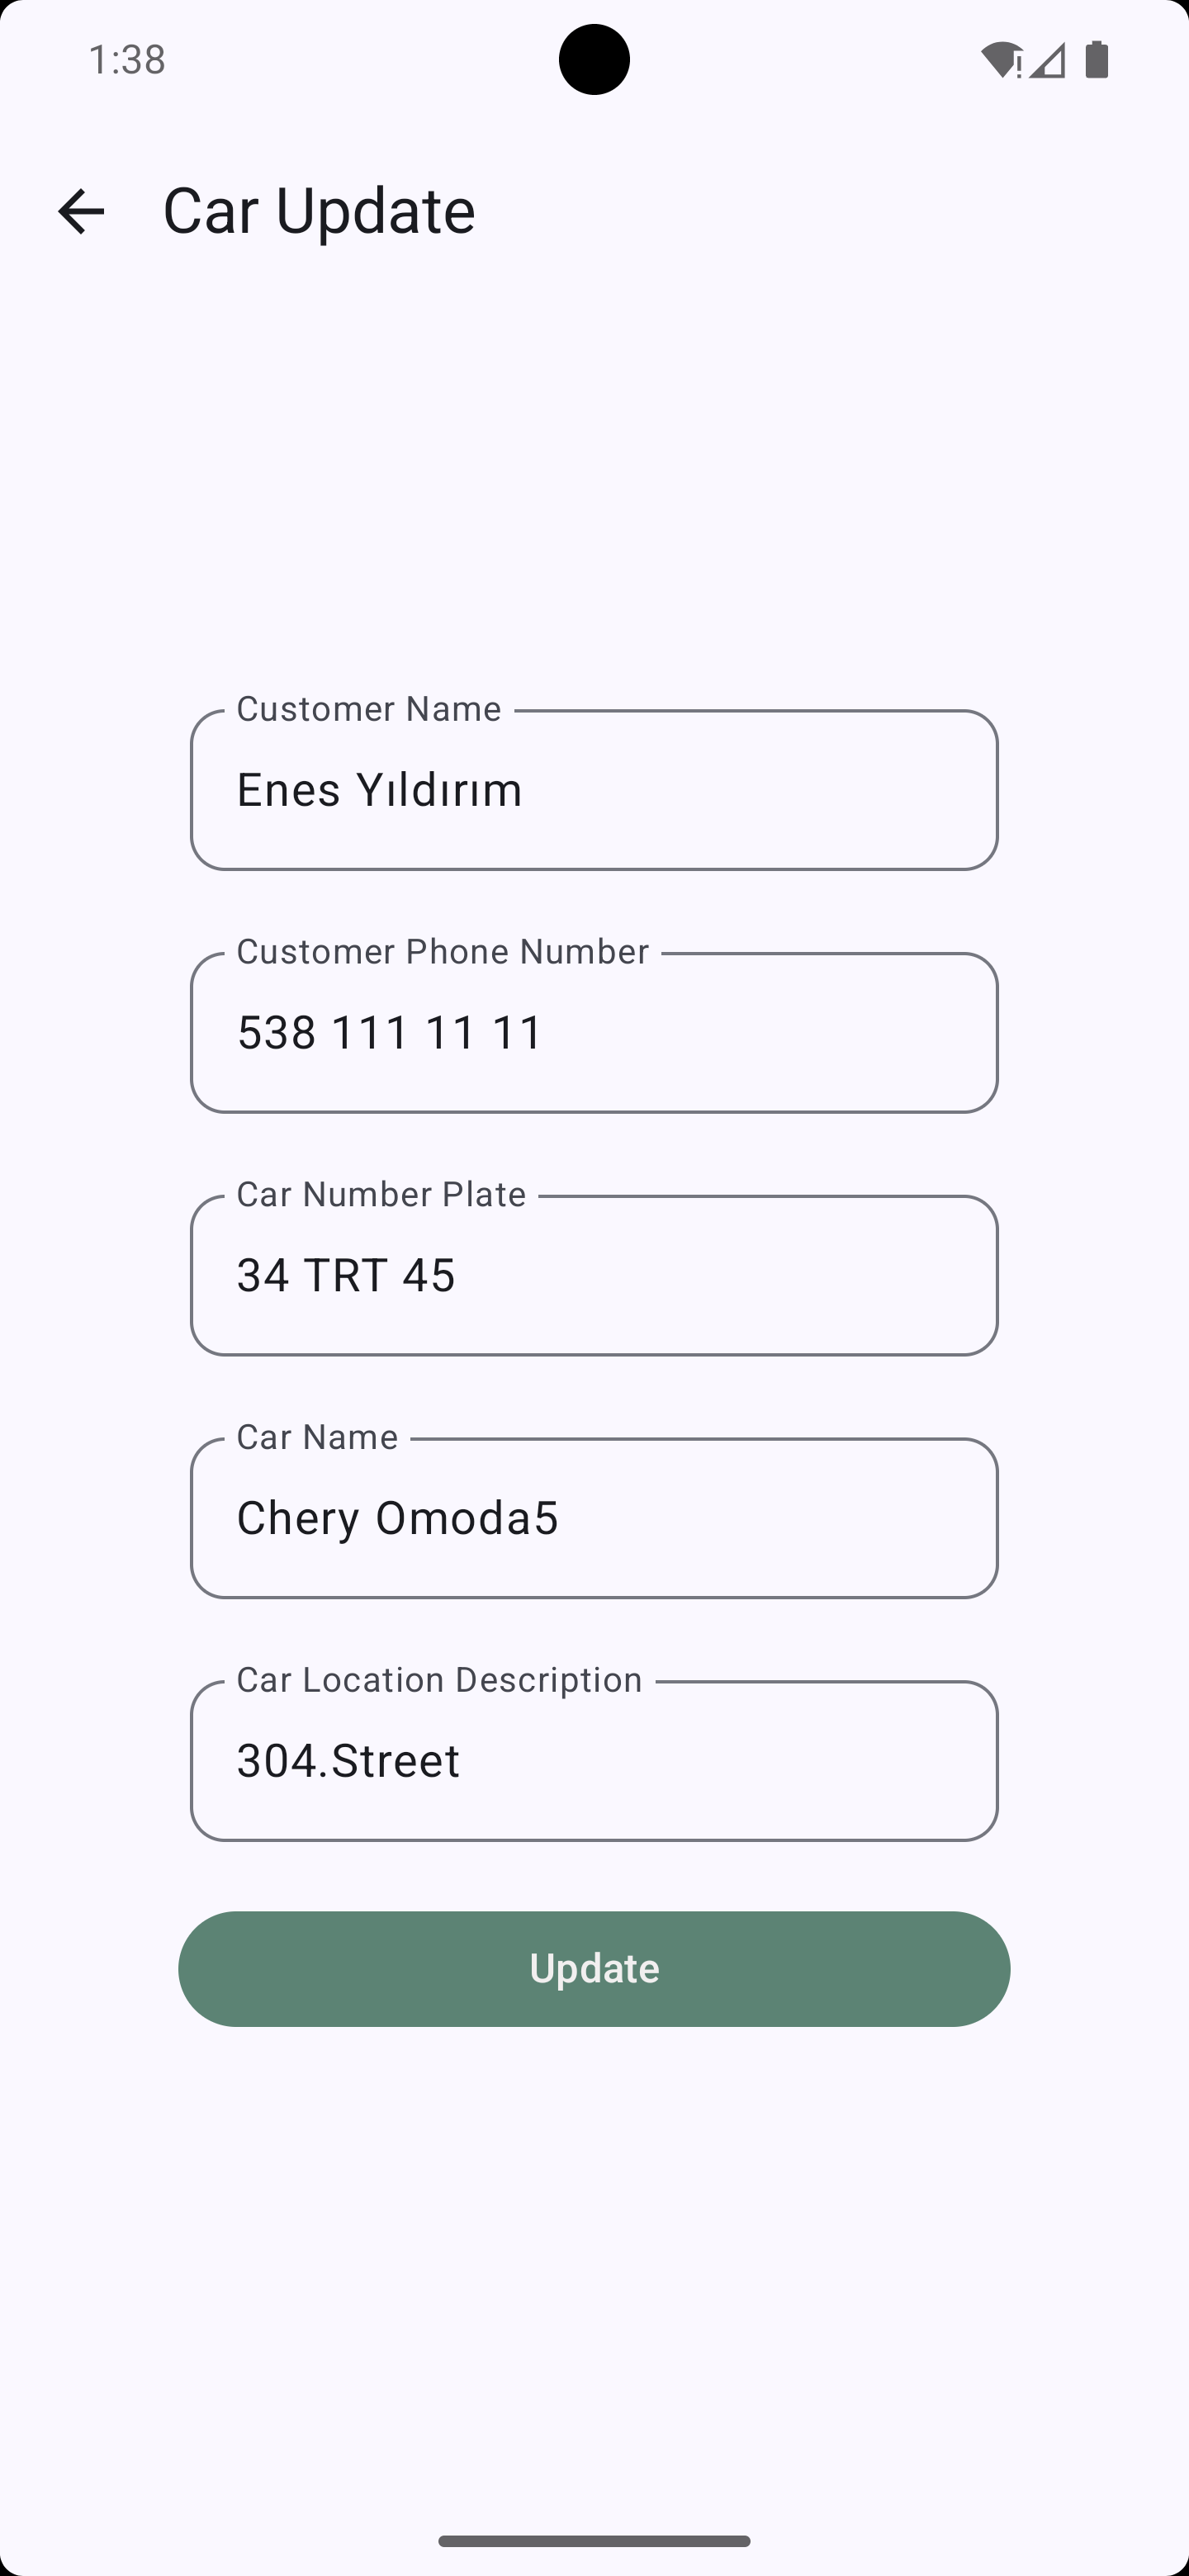 1:38
Car Update
Customer Name
Enes Yıldırım
Customer Phone Number
538 111 11 11
Car Number Plate
34 TRT 45
Car Name
Chery Omoda5
Car Location Description
304.Street
Update